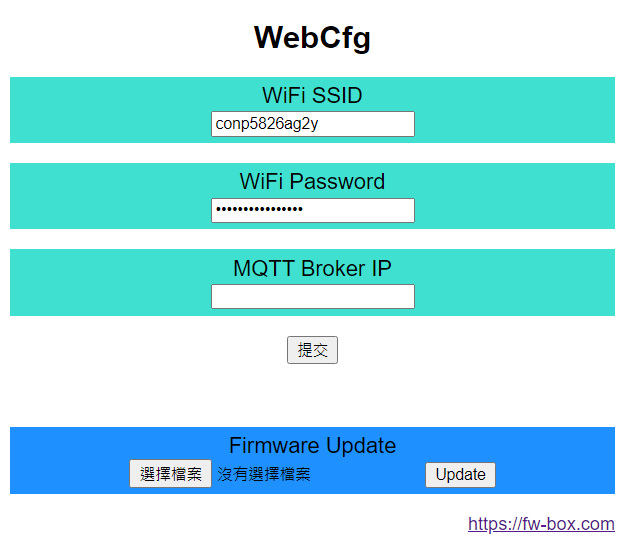 WebCfg
WiFi SSID
conp5826ag2y
WiFi Password
••••••••••••••••
MQTT Broker IP
提交
Firmware Update
選擇檔案 沒有選擇檔案 Update
https://fw-box.com